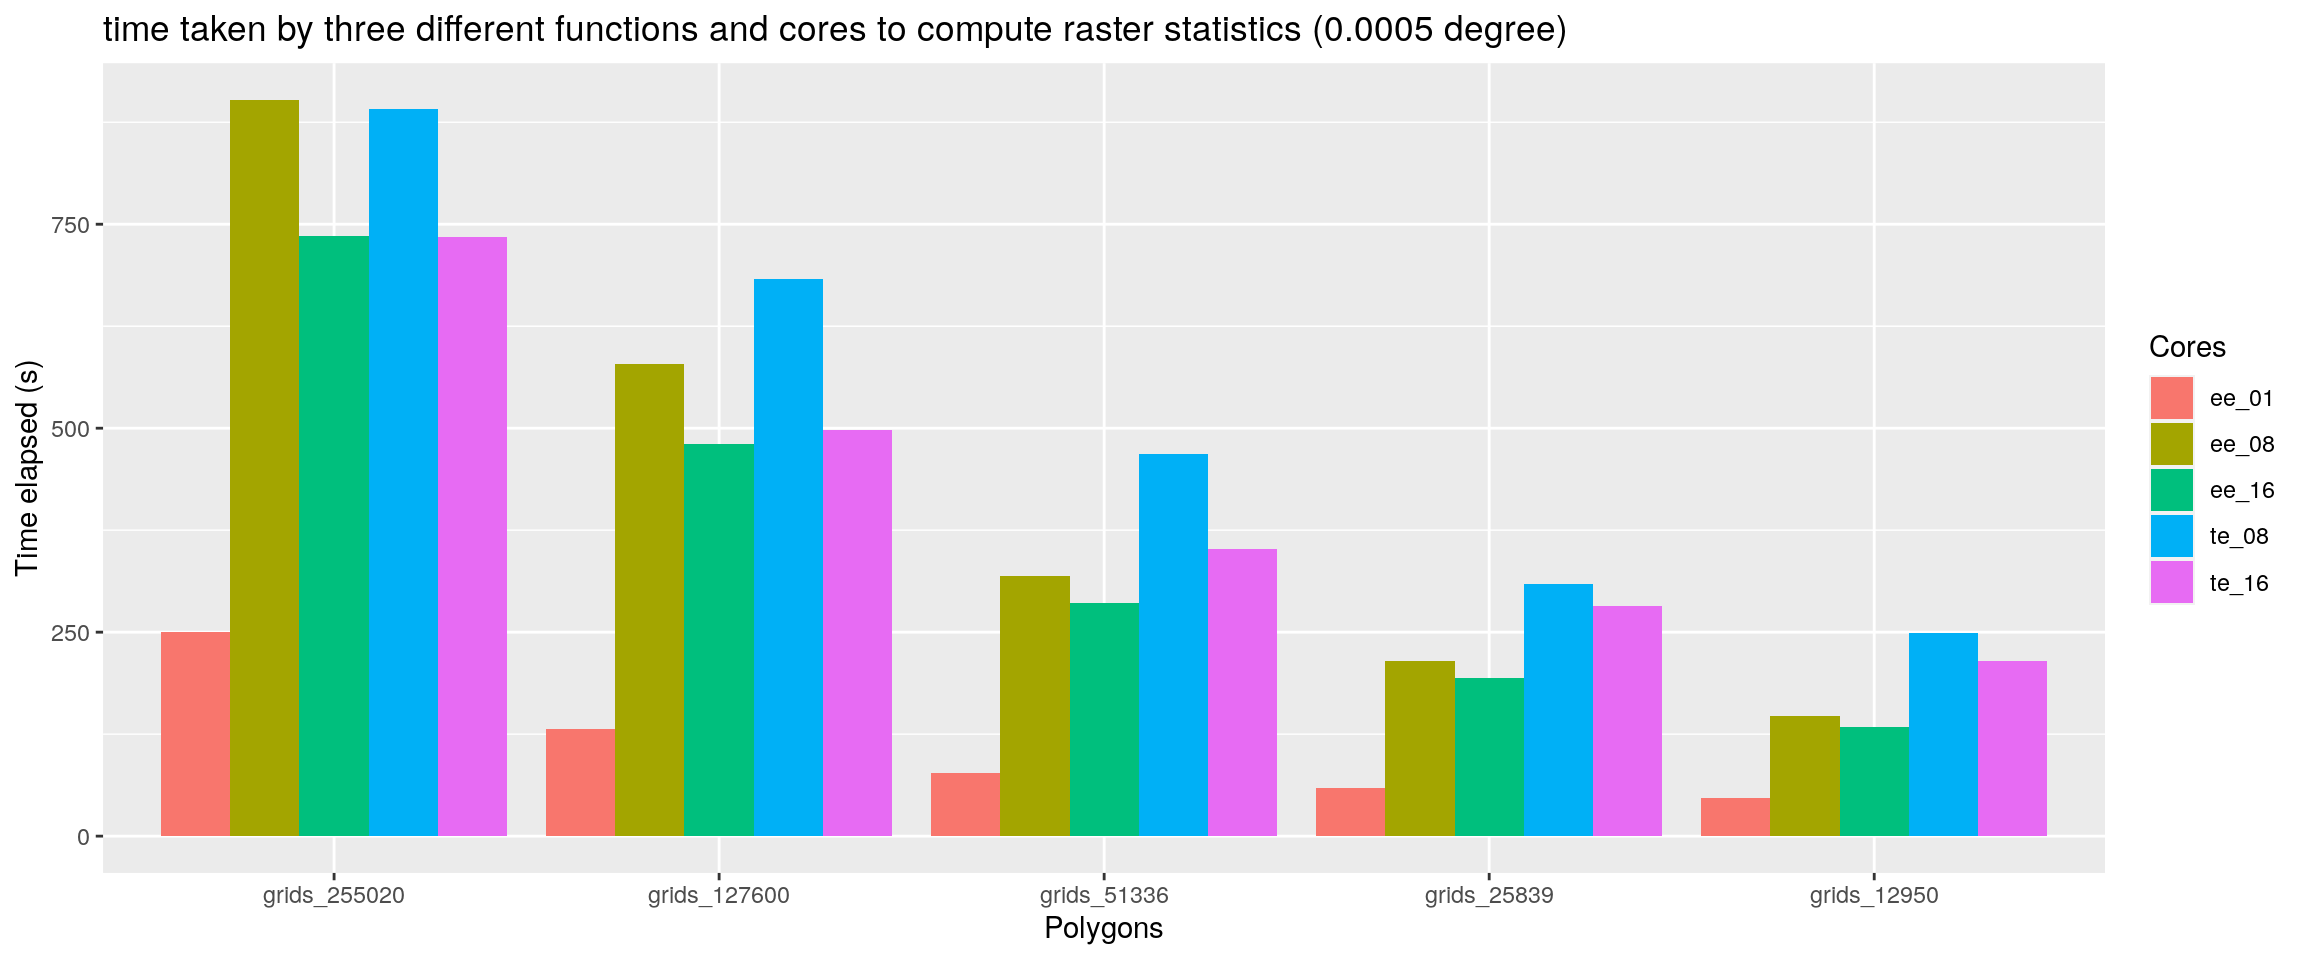 time taken by three different functions and cores to compute raster statistics (0.0005 degree)
Time elapsed (s)
750
500
250
0
grids_255020
grids_127600
grids_51336
grids_25839
grids_12950
Polygons
Cores
ee_01
ee_08
ee_16
te_08
te_16